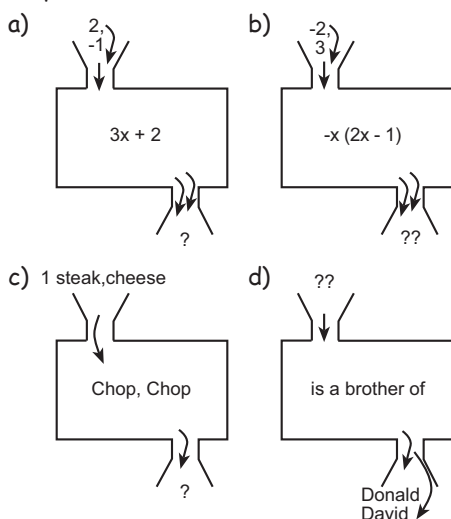 a)
2,
-1
3x + 2
?
b)
-2,
3
-x (2x - 1)
??
c)
1 steak,cheese
Chop, Chop
?
d)
??
is a brother of
Donald
David